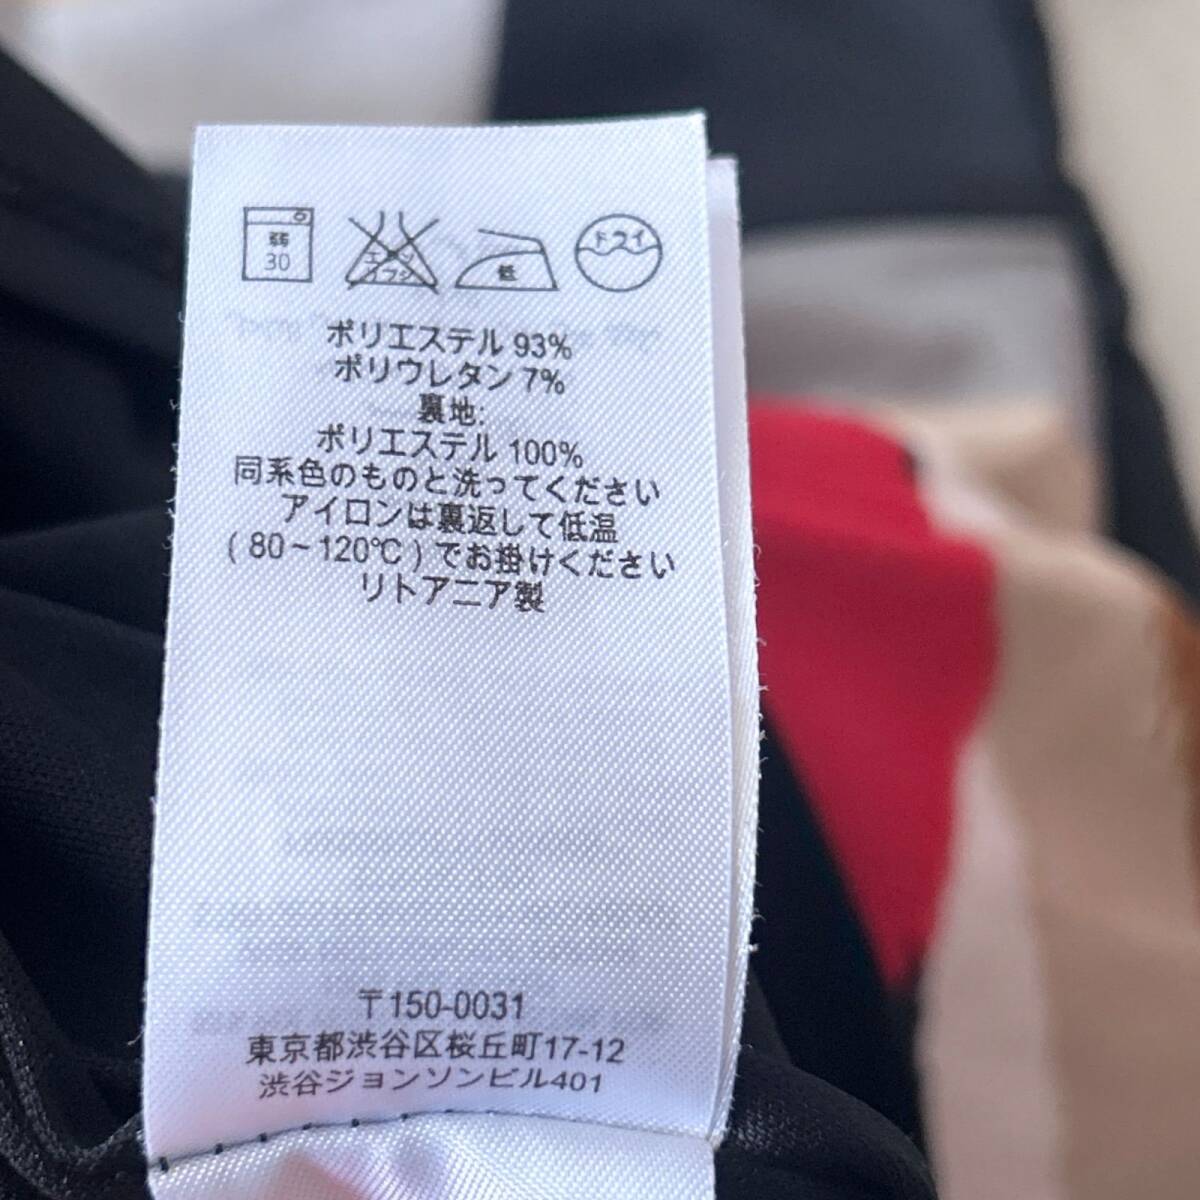 弱
30
エンソ
サラシ
低
ドライ
ポリエステル 93%
ポリウレタン 7%
裏地:
ポリエステル 100%
同系色のものと洗ってください
アイロンは裏返して低温
( 80～120℃ ) でお掛けください
リトアニア製
〒150-0031
東京都渋谷区桜丘町17-12
渋谷ジョンソンビル401